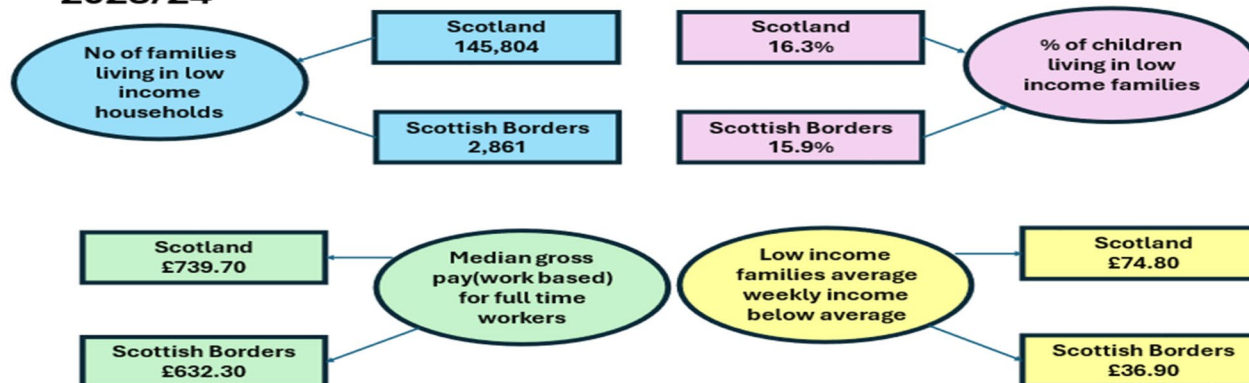 2023/24
No of families
living in low
income
households
Scotland
145,804
Scottish Borders
2,861
Scotland
16.3%
Scottish Borders
15.9%
% of children
living in low
income families
Scotland
£739.70
Scottish Borders
£632.30
Median gross
pay(work based)
for full time
workers
Low income
families average
weekly income
below average
Scotland
£74.80
Scottish Borders
£36.90